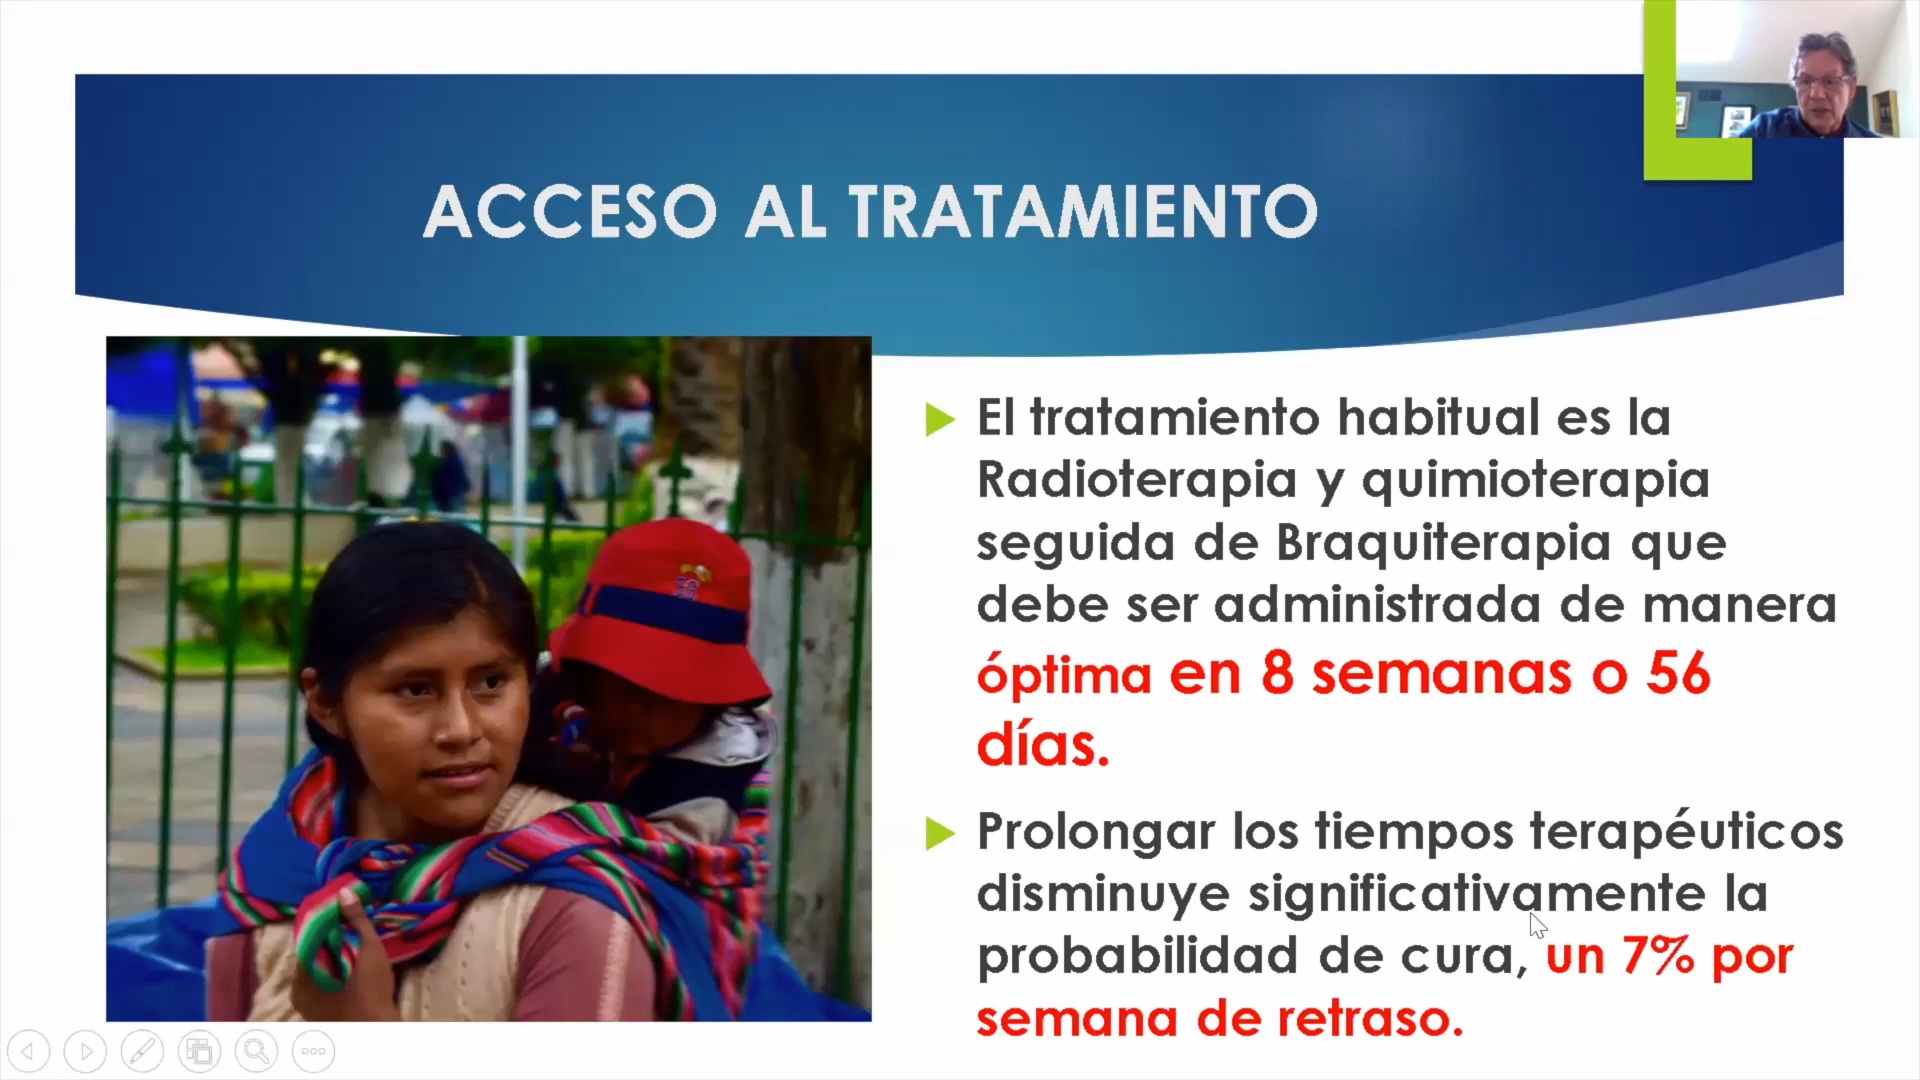 ACCESO AL TRATAMIENTO
El tratamiento habitual es la
Radioterapia y quimioterapia
seguida de Braquiterapia que
debe ser administrada de manera
óptima en 8 semanas o 56
días.
Prolongar los tiempos terapéuticos
disminuye significativamente la
probabilidad de cura, un 7% por
semana de retraso.